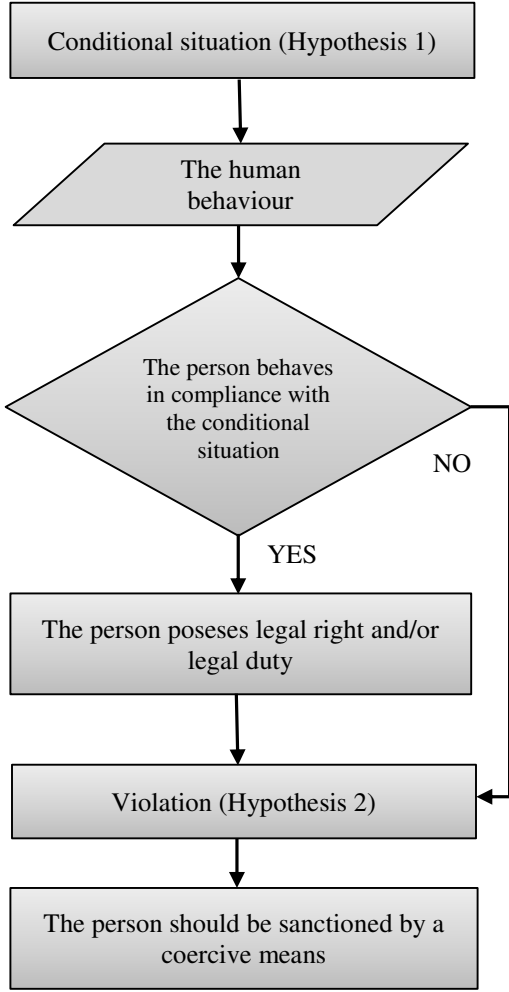 Conditional situation (Hypothesis 1)
The human
behaviour
The person behaves
in compliance with
the conditional
situation
NO
YES
The person poseses legal right and/or
legal duty
Violation (Hypothesis 2)
The person should be sanctioned by a
coercive means